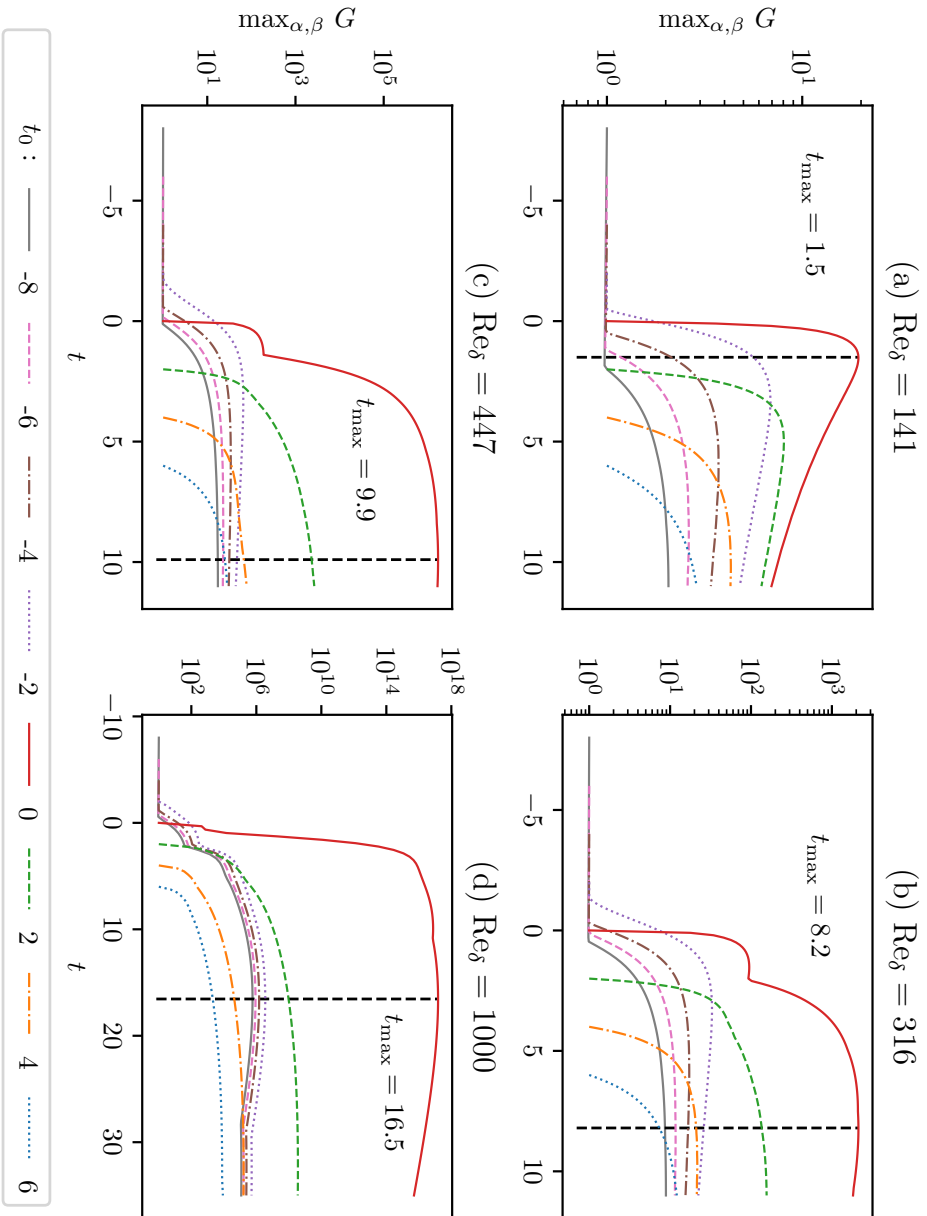 (a) Re_δ = 141
max_{α,β} G
10^1
10^0
t_max = 1.5
−5
0
5
10
(b) Re_δ = 316
10^3
10^2
10^1
10^0
t_max = 8.2
−5
0
5
10
(c) Re_δ = 447
max_{α,β} G
10^5
10^3
10^1
t_max = 9.9
−5
0
5
10
t
(d) Re_δ = 1000
10^18
10^14
10^10
10^6
10^2
t_max = 16.5
−10
0
10
20
30
t
t_0 : -8 -6 -4 -2 0 2 4 6